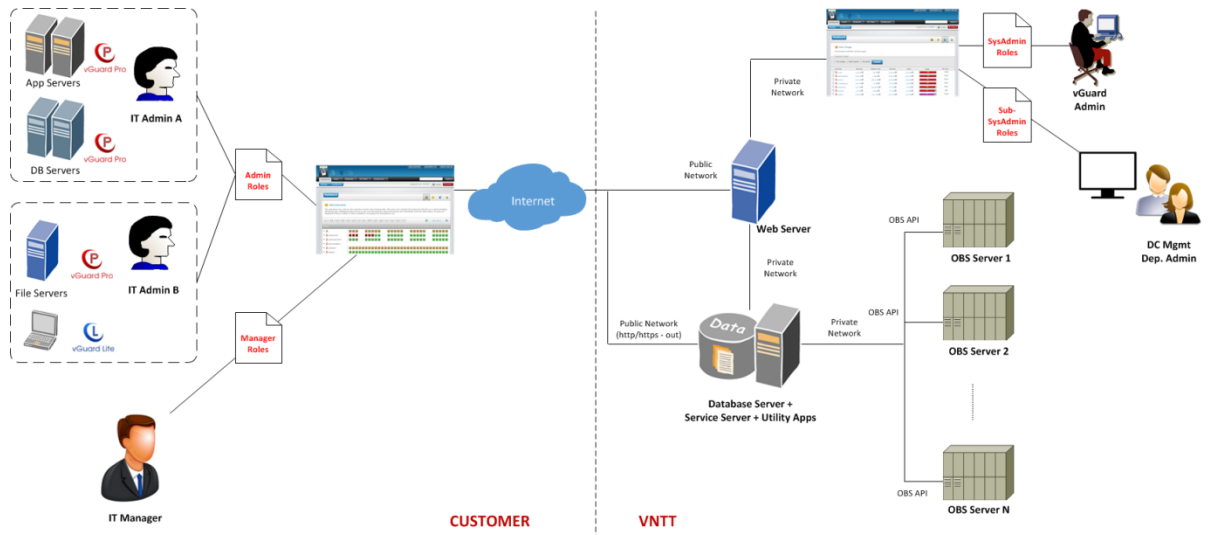 App Servers
vGuard Pro
IT Admin A
DB Servers
vGuard Pro
File Servers
vGuard Pro
IT Admin B
vGuard Lite
Admin
Roles
Manager
Roles
IT Manager
Internet
CUSTOMER
VNTT
Public
Network
Web Server
Private
Network
Private
Network
Public Network
(http/https - out)
Data
Database Server +
Service Server + Utility Apps
Private
Network
SysAdmin
Roles
vGuard
Admin
Sub-
SysAdmin
Roles
DC Mgmt
Dep. Admin
OBS API
OBS Server 1
OBS API
OBS Server 2
OBS API
OBS Server N